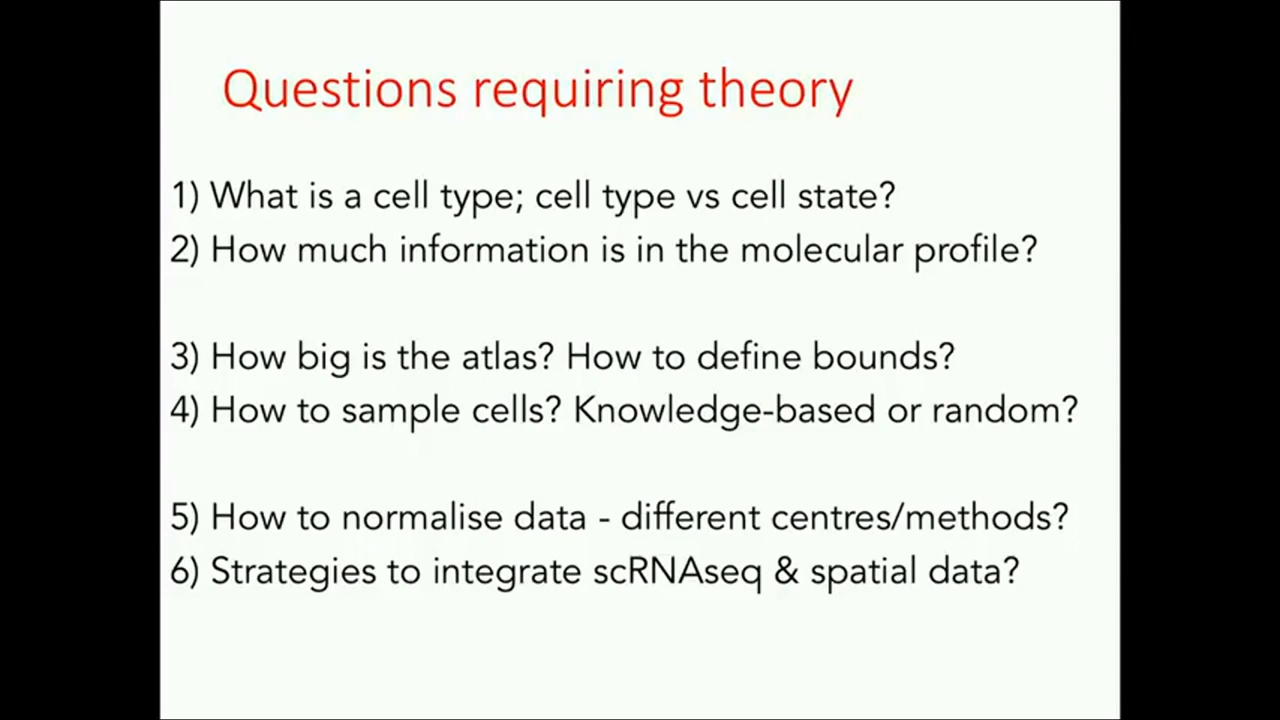 Questions requiring theory
1) What is a cell type; cell type vs cell state?
2) How much information is in the molecular profile?
3) How big is the atlas? How to define bounds?
4) How to sample cells? Knowledge-based or random?
5) How to normalise data - different centres/methods?
6) Strategies to integrate scRNAseq & spatial data?